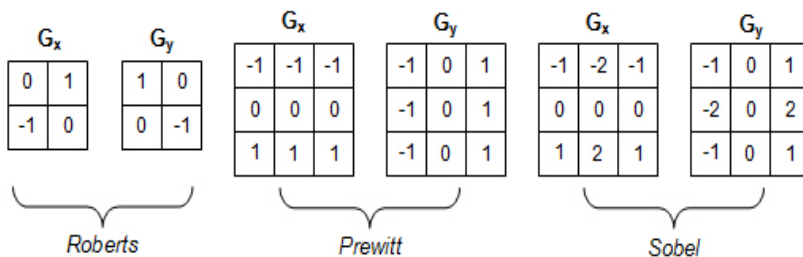 Gx Gy
0 1
-1 0
1 0
0 -1
Roberts
Gx Gy
-1 -1 -1
0 0 0
1 1 1
-1 0 1
-1 0 1
-1 0 1
Prewitt
Gx Gy
-1 -2 -1
0 0 0
1 2 1
-1 0 1
-2 0 2
-1 0 1
Sobel